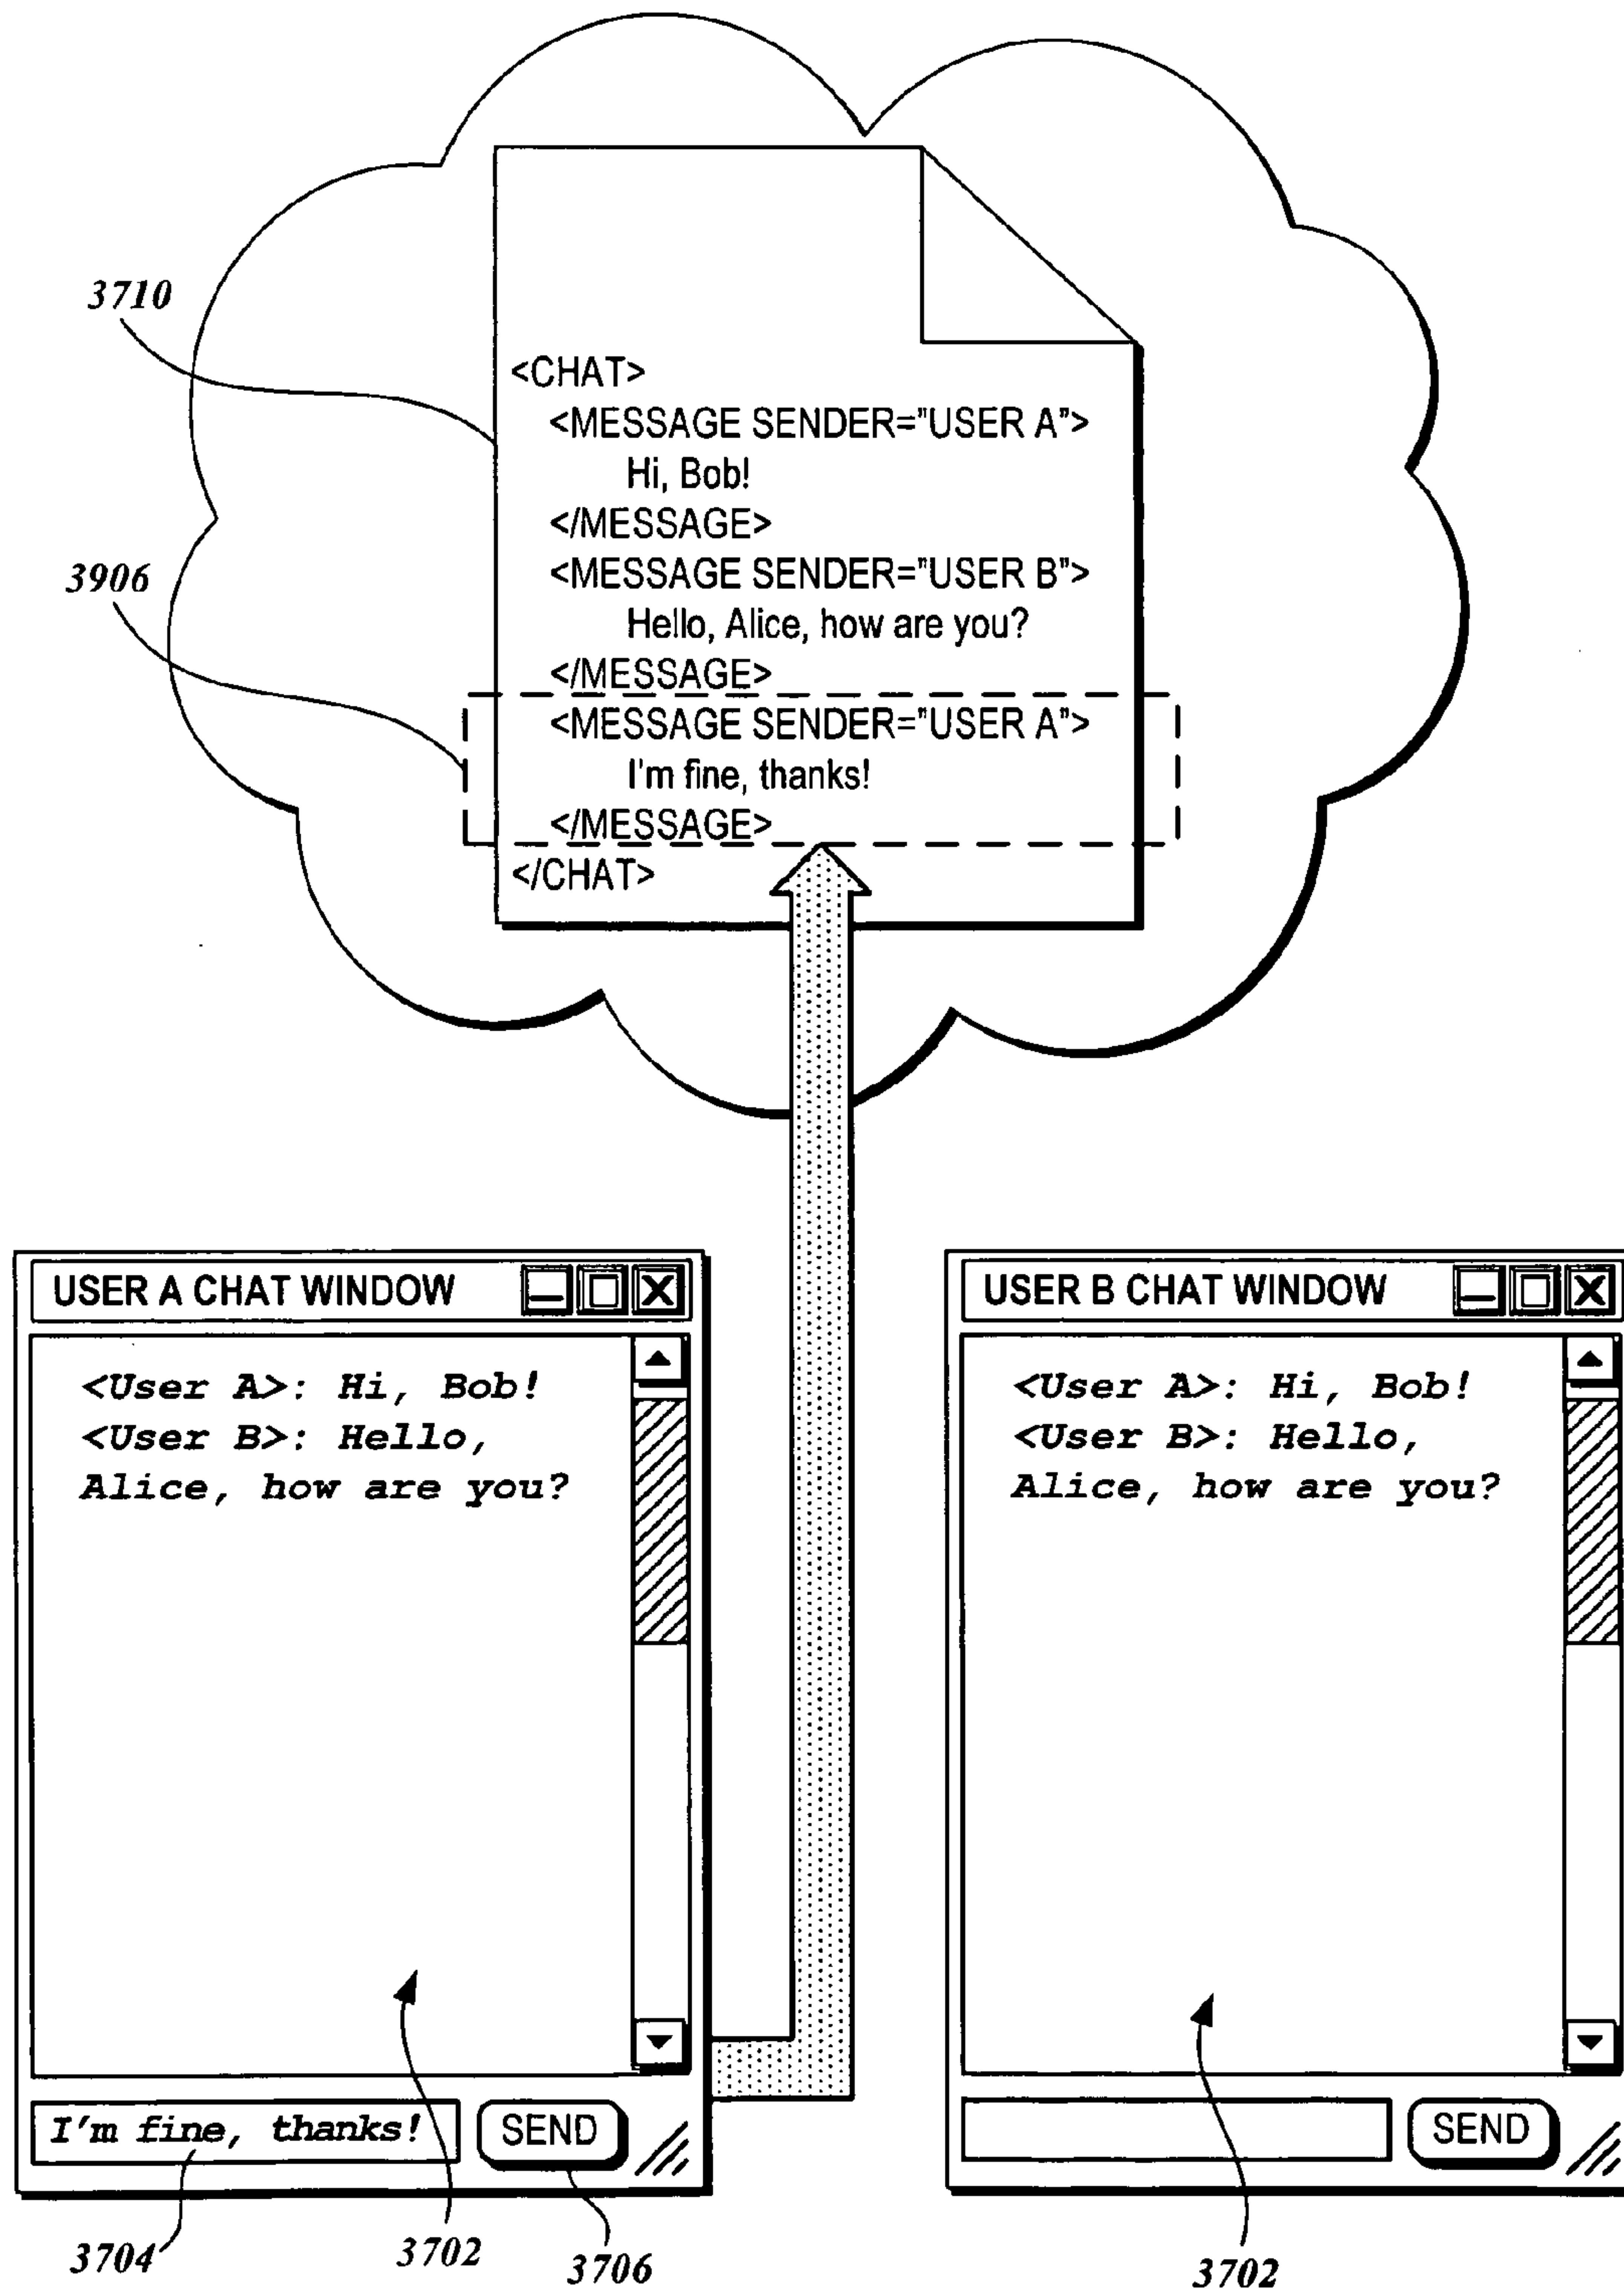 3710
<CHAT>
<MESSAGE SENDER="USER A">
Hi, Bob!
</MESSAGE>
<MESSAGE SENDER="USER B">
Hello, Alice, how are you?
</MESSAGE>
3906
<MESSAGE SENDER="USER A">
I'm fine, thanks!
</MESSAGE>
</CHAT>
USER A CHAT WINDOW
<User A>: Hi, Bob!
<User B>: Hello,
Alice, how are you?
I'm fine, thanks!
SEND
3704
3702
3706
USER B CHAT WINDOW
<User A>: Hi, Bob!
<User B>: Hello,
Alice, how are you?
SEND
3702